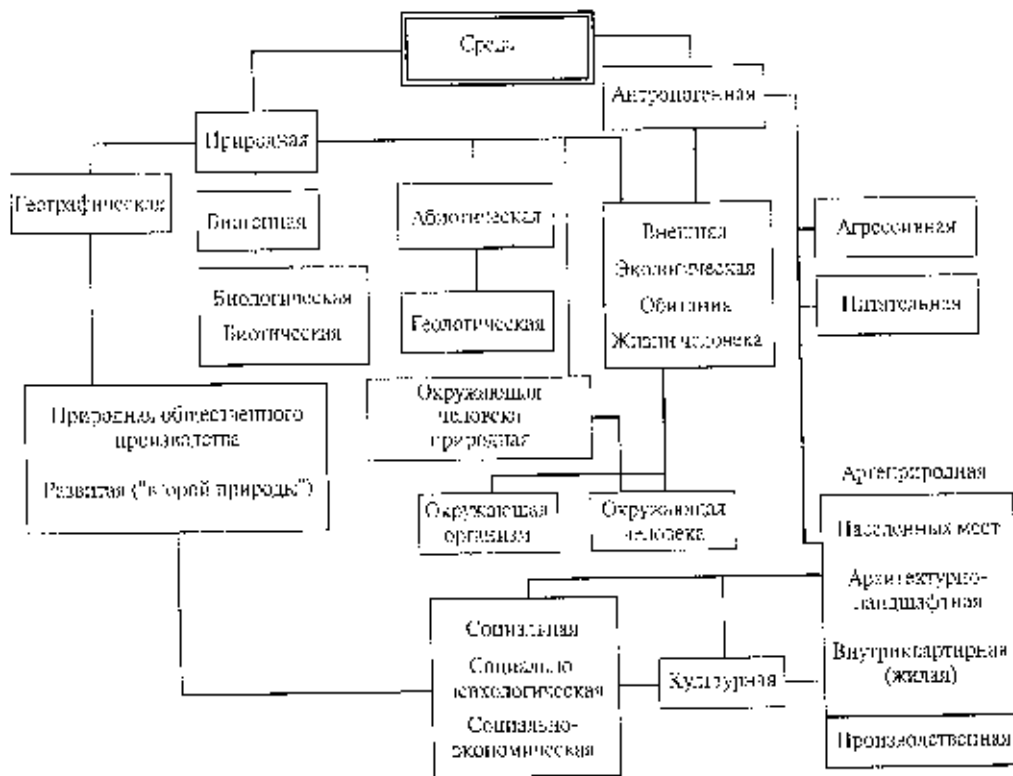 Среда
Антропогенная
Природная
Географическая
Биогенная
Абиотическая
Внешняя
Экологическая
Обитания
Жизни человека
Агрессивная
Питательная
Биологическая
Биотическая
Геологическая
Природная общественного
производства
Развитая ("второй природы")
Окружающая
человека
природная
Окружающая
организм
Окружающая
человека
Артеприродная
Населенных мест
Архитектурно-
ландшафтная
Внутриквартирная
(жилая)
Производственная
Социальная
Социально
психологическая
Социально-
экономическая
Культурная